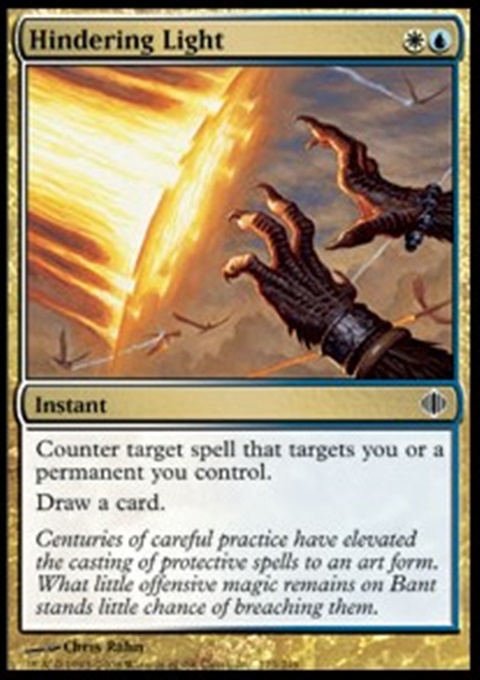 Hindering Light
Instant
Counter target spell that targets you or a
permanent you control.
Draw a card.
Centuries of careful practice have elevated
the casting of protective spells to an art form.
What little offensive magic remains on Bant
stands little chance of breaching them.
Chris Rahn